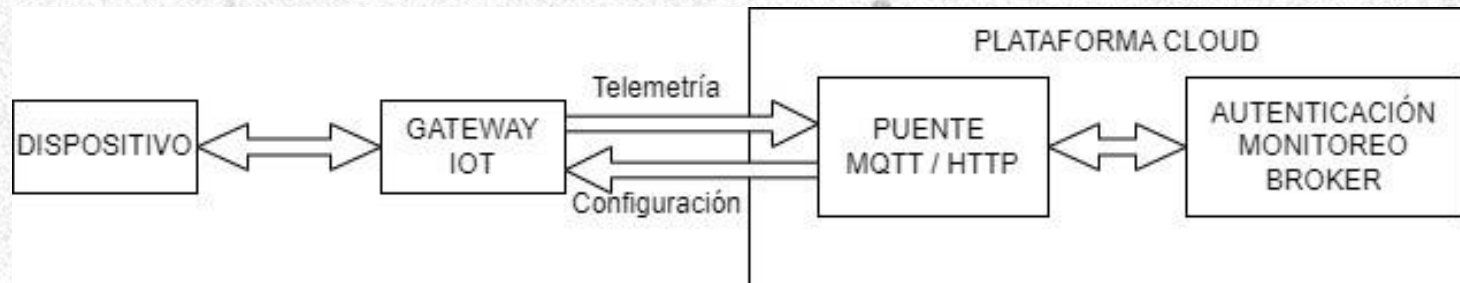 PLATAFORMA CLOUD
Telemetría
DISPOSITIVO
GATEWAY
IOT
PUENTE
MQTT / HTTP
AUTENTICACIÓN
MONITOREO
BROKER
Configuración